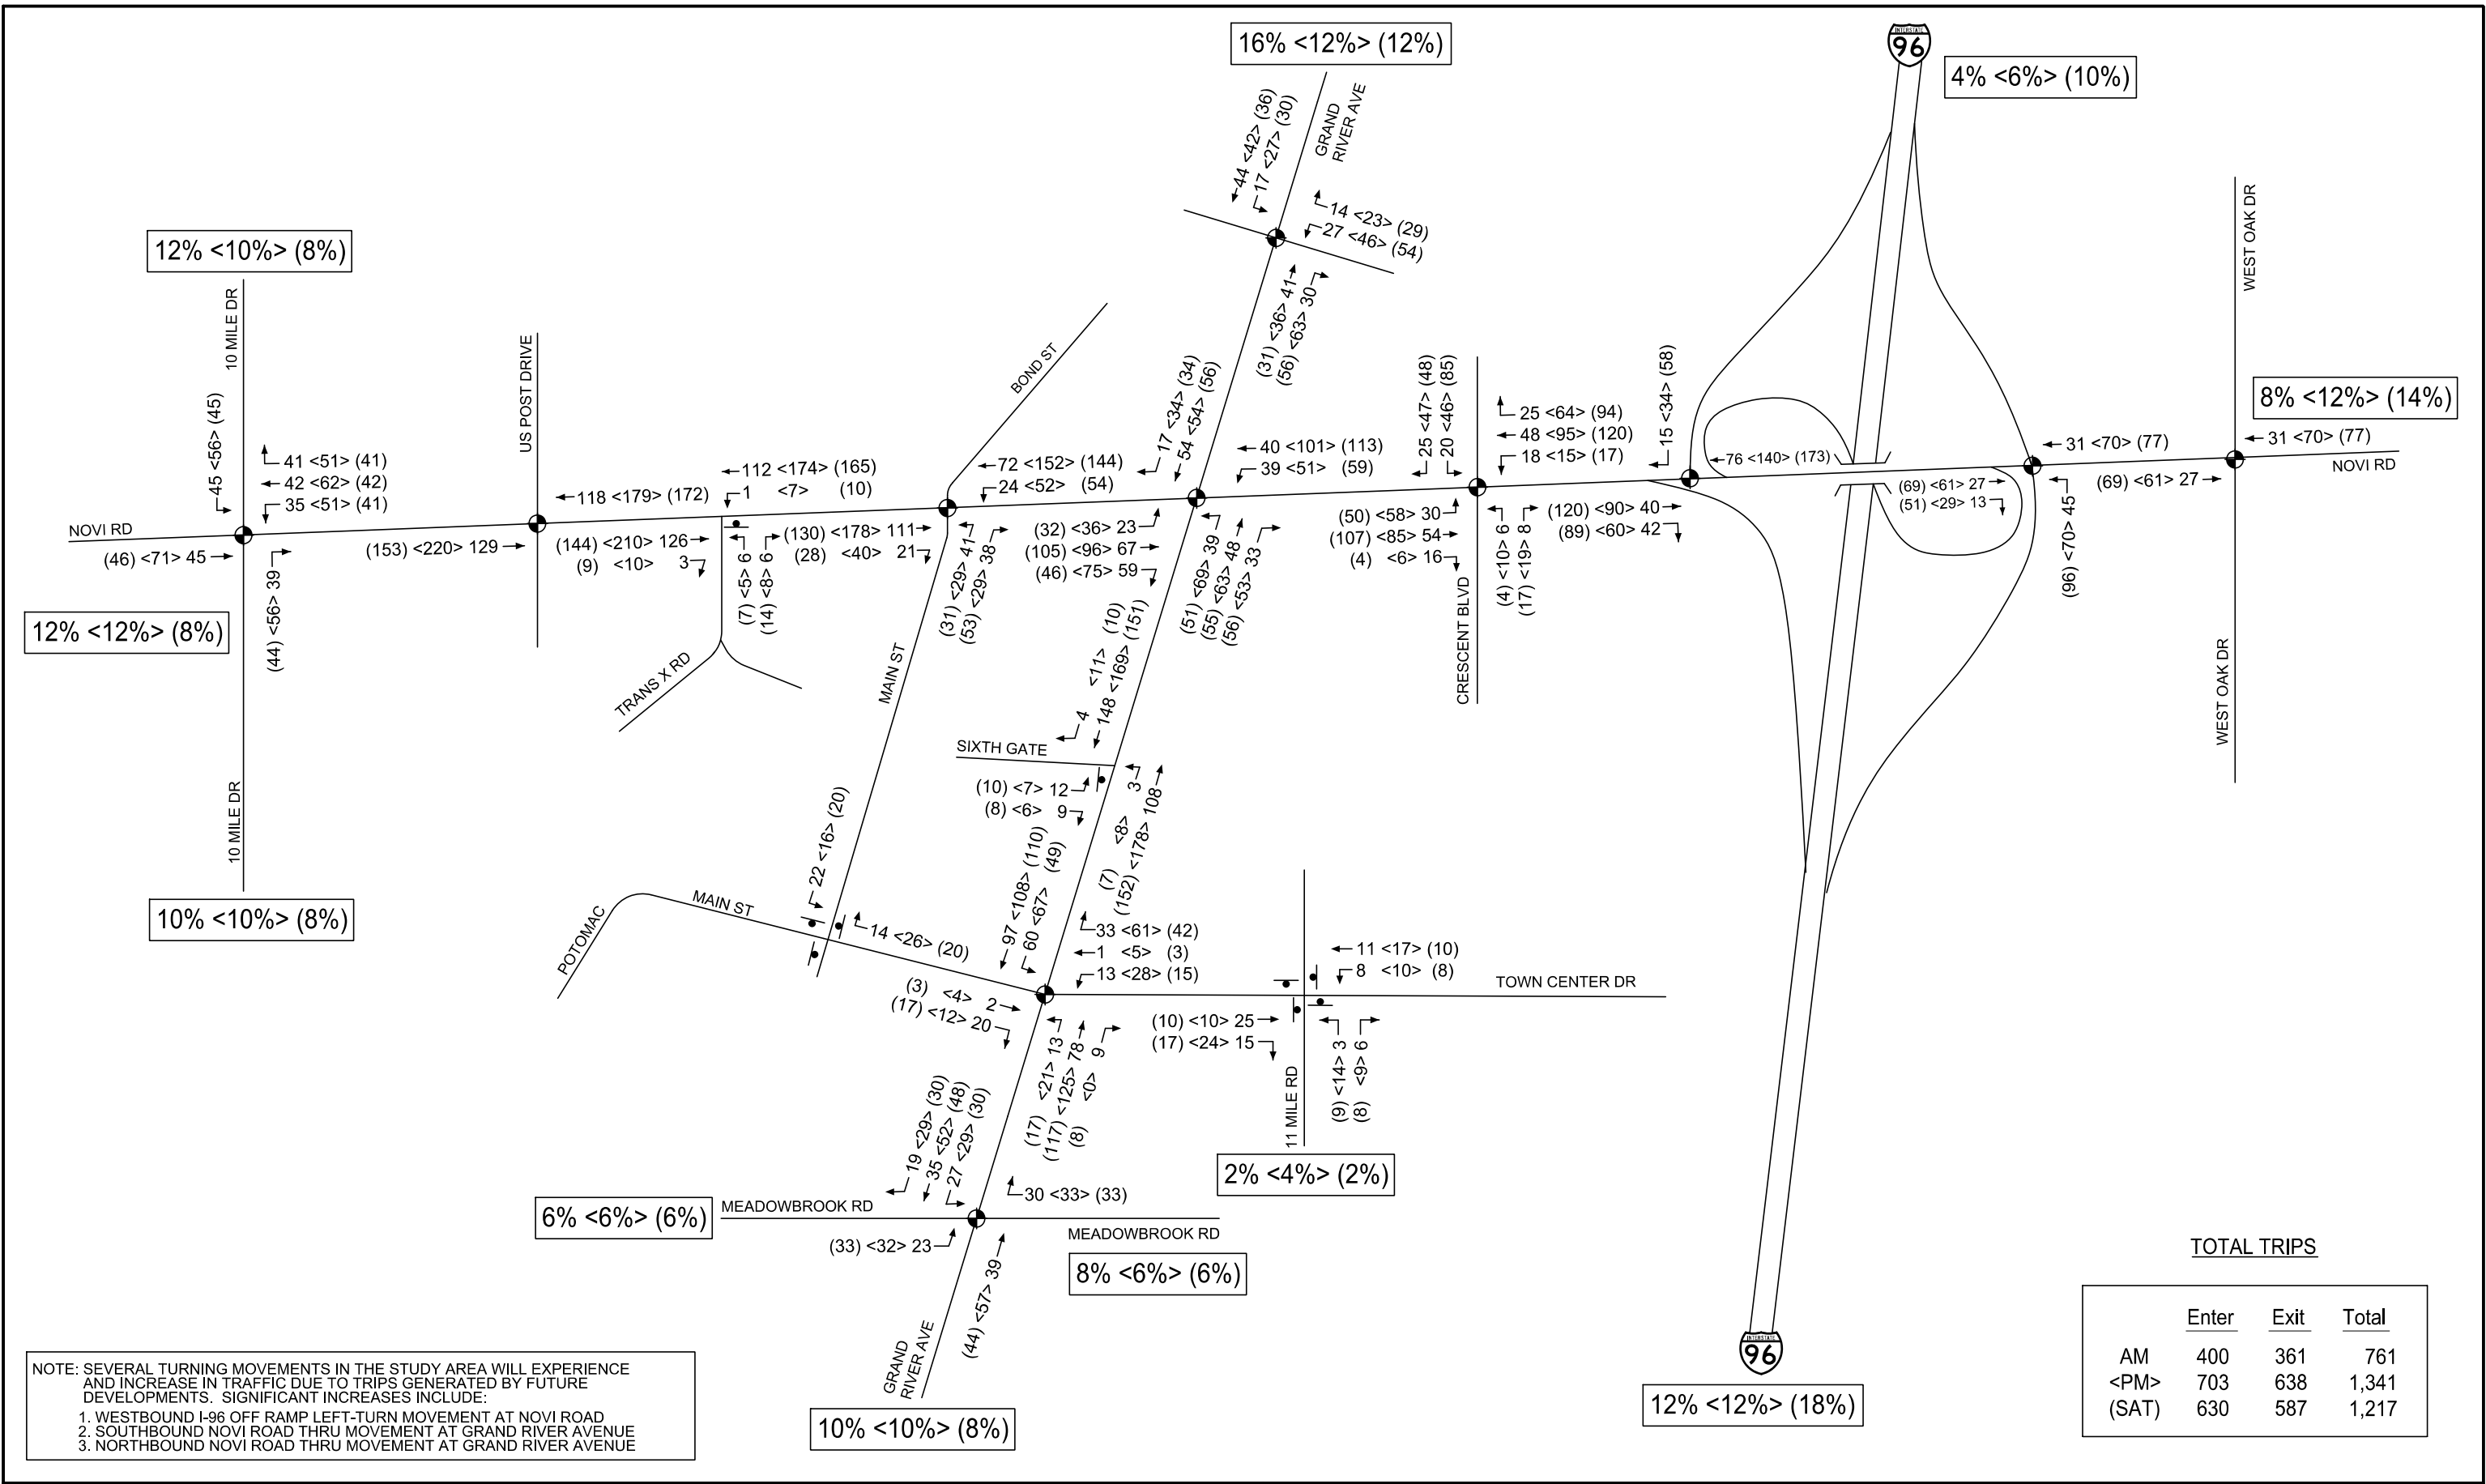 16% <12%> (12%)
INTERSTATE
96
4% <6%> (10%)
44 <42> (36)
17 <27> (30)
GRAND
RIVER AVE
14 <23> (29)
27 <46> (54)
(31) <36> 41
(56) <63> 30
12% <10%> (8%)
10 MILE DR
45 <56> (45)
41 <51> (41)
42 <62> (42)
35 <51> (41)
NOVI RD
(46) <71> 45
(44) <56> 39
12% <12%> (8%)
10 MILE DR
10% <10%> (8%)
US POST DRIVE
118 <179> (172)
(153) <220> 129
112 <174> (165)
1 <7> (10)
(144) <210> 126
(9) <10> 3
(7) <5> 6
(14) <8> 6
TRANS X RD
BOND ST
72 <152> (144)
24 <52> (54)
(130) <178> 111
(28) <40> 21
(31) <29> 41
(53) <29> 38
MAIN ST
17 <34> (34)
54 <54> (56)
40 <101> (113)
39 <51> (59)
(32) <36> 23
(105) <96> 67
(46) <75> 59
(51) <69> 39
(55) <63> 48
(56) <53> 33
25 <47> (48)
20 <46> (85)
25 <64> (94)
48 <95> (120)
18 <15> (17)
(50) <58> 30
(107) <85> 54
(4) <6> 16
(4) <10> 6
(17) <19> 8
CRESCENT BLVD
15 <34> (58)
(120) <90> 40
(89) <60> 42
76 <140> (173)
(69) <61> 27
(51) <29> 13
31 <70> (77)
(96) <70> 45
WEST OAK DR
8% <12%> (14%)
31 <70> (77)
NOVI RD
(69) <61> 27
WEST OAK DR
4 <11> (10)
148 <169> (151)
SIXTH GATE
(10) <7> 12
(8) <6> 9
(7) <8> 3
(152) <178> 108
22 <16> (20)
MAIN ST
POTOMAC
14 <26> (20)
97 <108> (110)
60 <67> (49)
33 <61> (42)
1 <5> (3)
13 <28> (15)
(3) <4> 2
(17) <12> 20
(17) <21> 13
(117) <125> 78
(8) <0> 9
11 <17> (10)
8 <10> (8)
TOWN CENTER DR
(10) <10> 25
(17) <24> 15
(9) <14> 3
(8) <9> 6
11 MILE RD
2% <4%> (2%)
19 <29> (30)
35 <52> (48)
27 <29> (30)
30 <33> (33)
6% <6%> (6%)
MEADOWBROOK RD
MEADOWBROOK RD
(33) <32> 23
8% <6%> (6%)
(44) <57> 39
GRAND
RIVER AVE
10% <10%> (8%)
INTERSTATE
96
12% <12%> (18%)
TOTAL TRIPS
Enter Exit Total
AM 400 361 761
<PM> 703 638 1,341
(SAT) 630 587 1,217
NOTE: SEVERAL TURNING MOVEMENTS IN THE STUDY AREA WILL EXPERIENCE
AND INCREASE IN TRAFFIC DUE TO TRIPS GENERATED BY FUTURE
DEVELOPMENTS. SIGNIFICANT INCREASES INCLUDE:
1. WESTBOUND I-96 OFF RAMP LEFT-TURN MOVEMENT AT NOVI ROAD
2. SOUTHBOUND NOVI ROAD THRU MOVEMENT AT GRAND RIVER AVENUE
3. NORTHBOUND NOVI ROAD THRU MOVEMENT AT GRAND RIVER AVENUE